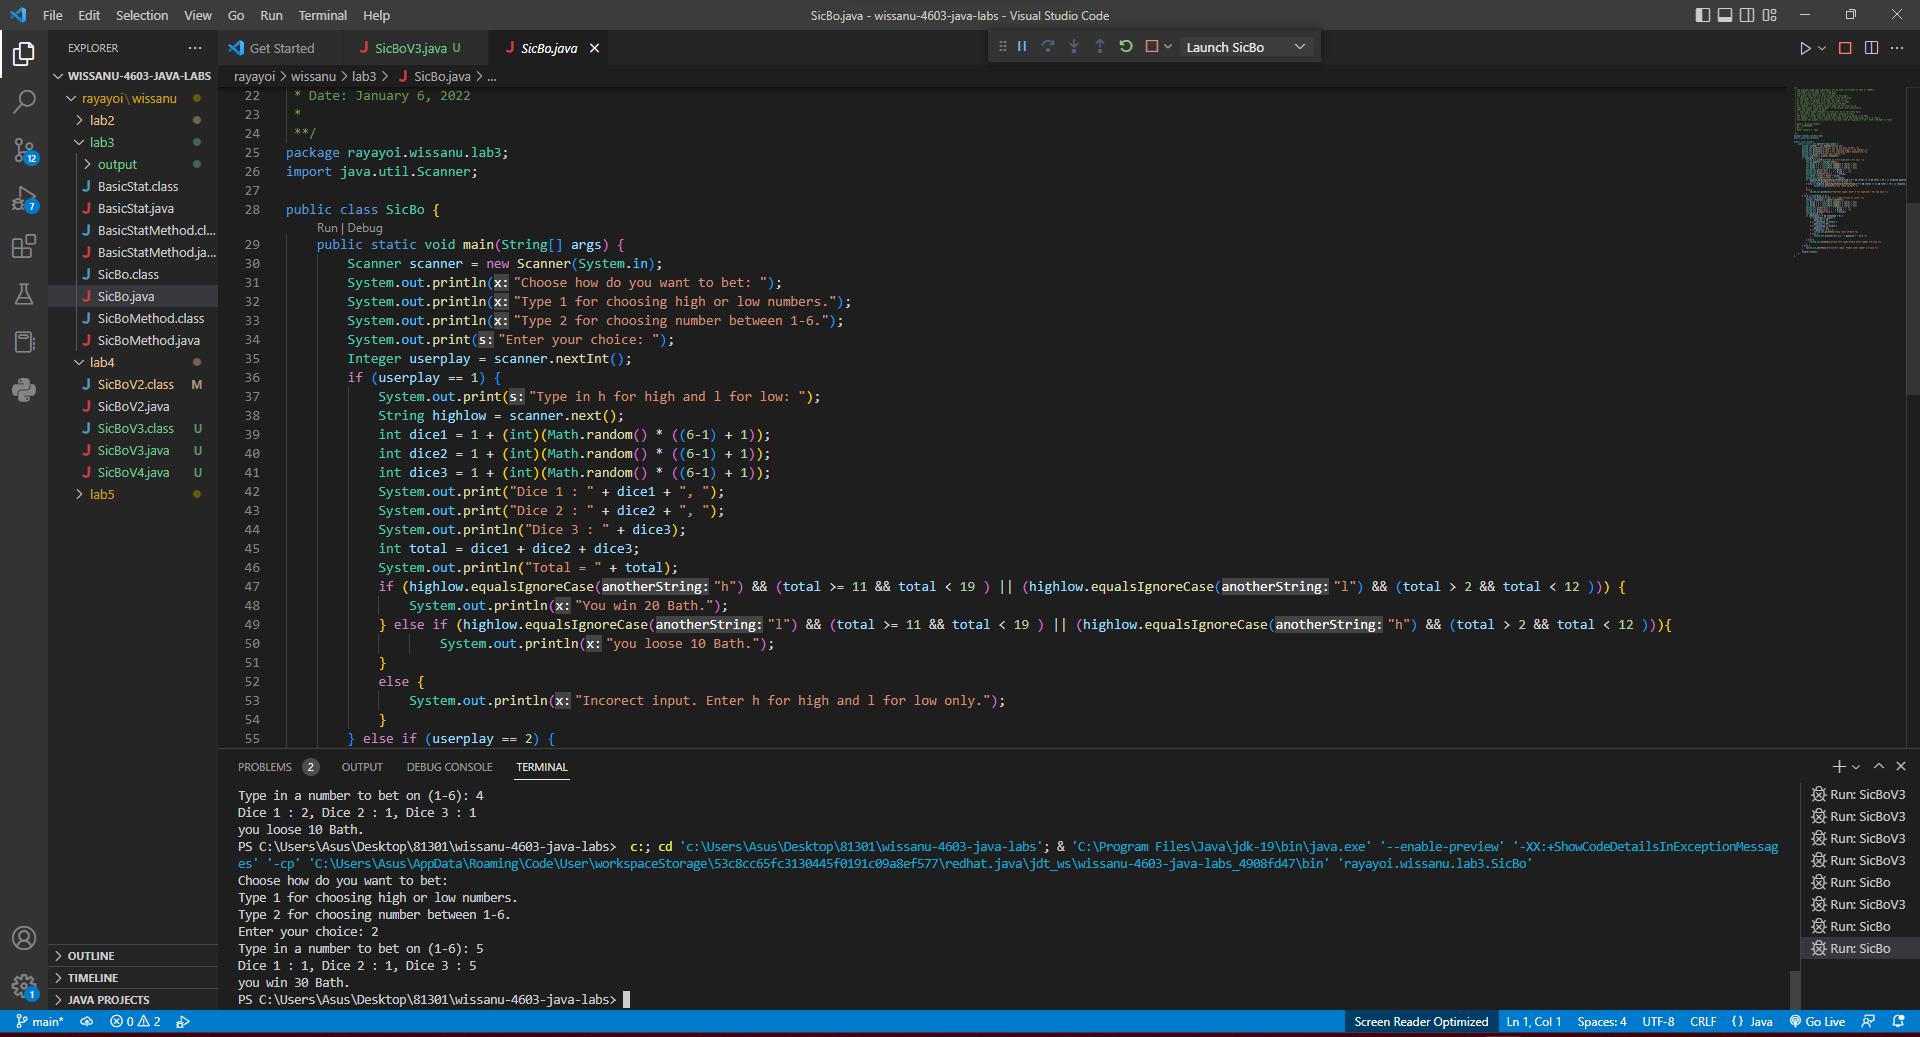 File Edit Selection View Go Run Terminal Help
SicBo.java - wissanu-4603-java-labs - Visual Studio Code
EXPLORER
WISSANU-4603-JAVA-LABS
rayayoi\wissanu
lab2
lab3
output
J BasicStat.class
J BasicStat.java
J BasicStatMethod.cl...
J BasicStatMethod.ja...
J SicBo.class
J SicBo.java
J SicBoMethod.class
J SicBoMethod.java
lab4
J SicBoV2.class M
J SicBoV2.java
J SicBoV3.class U
J SicBoV3.java U
J SicBoV4.java U
lab5
OUTLINE
TIMELINE
JAVA PROJECTS
12
7
1
Get Started
J SicBoV3.java U
J SicBo.java
Launch SicBo
rayayoi > wissanu > lab3 > J SicBo.java > ...
22 * Date: January 6, 2022
23 *
24 **/
25 package rayayoi.wissanu.lab3;
26 import java.util.Scanner;
27
28 public class SicBo {
Run | Debug
29 public static void main(String[] args) {
30 Scanner scanner = new Scanner(System.in);
31 System.out.println(x: "Choose how do you want to bet: ");
32 System.out.println(x: "Type 1 for choosing high or low numbers.");
33 System.out.println(x: "Type 2 for choosing number between 1-6.");
34 System.out.print(s: "Enter your choice: ");
35 Integer userplay = scanner.nextInt();
36 if (userplay == 1) {
37 System.out.print(s: "Type in h for high and l for low: ");
38 String highlow = scanner.next();
39 int dice1 = 1 + (int)(Math.random() * ((6-1) + 1));
40 int dice2 = 1 + (int)(Math.random() * ((6-1) + 1));
41 int dice3 = 1 + (int)(Math.random() * ((6-1) + 1));
42 System.out.print("Dice 1 : " + dice1 + ", ");
43 System.out.print("Dice 2 : " + dice2 + ", ");
44 System.out.println("Dice 3 : " + dice3);
45 int total = dice1 + dice2 + dice3;
46 System.out.println("Total = " + total);
47 if (highlow.equalsIgnoreCase(anotherString: "h") && (total >= 11 && total < 19 ) || (highlow.equalsIgnoreCase(anotherString: "l") && (total > 2 && total < 12 ))) {
48 System.out.println(x: "You win 20 Bath.");
49 } else if (highlow.equalsIgnoreCase(anotherString: "l") && (total >= 11 && total < 19 ) || (highlow.equalsIgnoreCase(anotherString: "h") && (total > 2 && total < 12 ))){
50 System.out.println(x: "you loose 10 Bath.");
51 }
52 else {
53 System.out.println(x: "Incorect input. Enter h for high and l for low only.");
54 }
55 } else if (userplay == 2) {
PROBLEMS 2 OUTPUT DEBUG CONSOLE TERMINAL
Type in a number to bet on (1-6): 4
Dice 1 : 2, Dice 2 : 1, Dice 3 : 1
you loose 10 Bath.
PS C:\Users\Asus\Desktop\81301\wissanu-4603-java-labs> c:; cd 'c:\Users\Asus\Desktop\81301\wissanu-4603-java-labs'; & 'C:\Program Files\Java\jdk-19\bin\java.exe' '--enable-preview' '-XX:+ShowCodeDetailsInExceptionMessag
es' '-cp' 'C:\Users\Asus\AppData\Roaming\Code\User\workspaceStorage\53c8cc65fc3130445f0191c09a8ef577\redhat.java\jdt_ws\wissanu-4603-java-labs_4908fd47\bin' 'rayayoi.wissanu.lab3.SicBo'
Choose how do you want to bet:
Type 1 for choosing high or low numbers.
Type 2 for choosing number between 1-6.
Enter your choice: 2
Type in a number to bet on (1-6): 5
Dice 1 : 1, Dice 2 : 1, Dice 3 : 5
you win 30 Bath.
PS C:\Users\Asus\Desktop\81301\wissanu-4603-java-labs>
Run: SicBoV3
Run: SicBoV3
Run: SicBoV3
Run: SicBoV3
Run: SicBo
Run: SicBoV3
Run: SicBo
Run: SicBo
main* 0 2
Screen Reader Optimized Ln 1, Col 1 Spaces: 4 UTF-8 CRLF {} Java Go Live